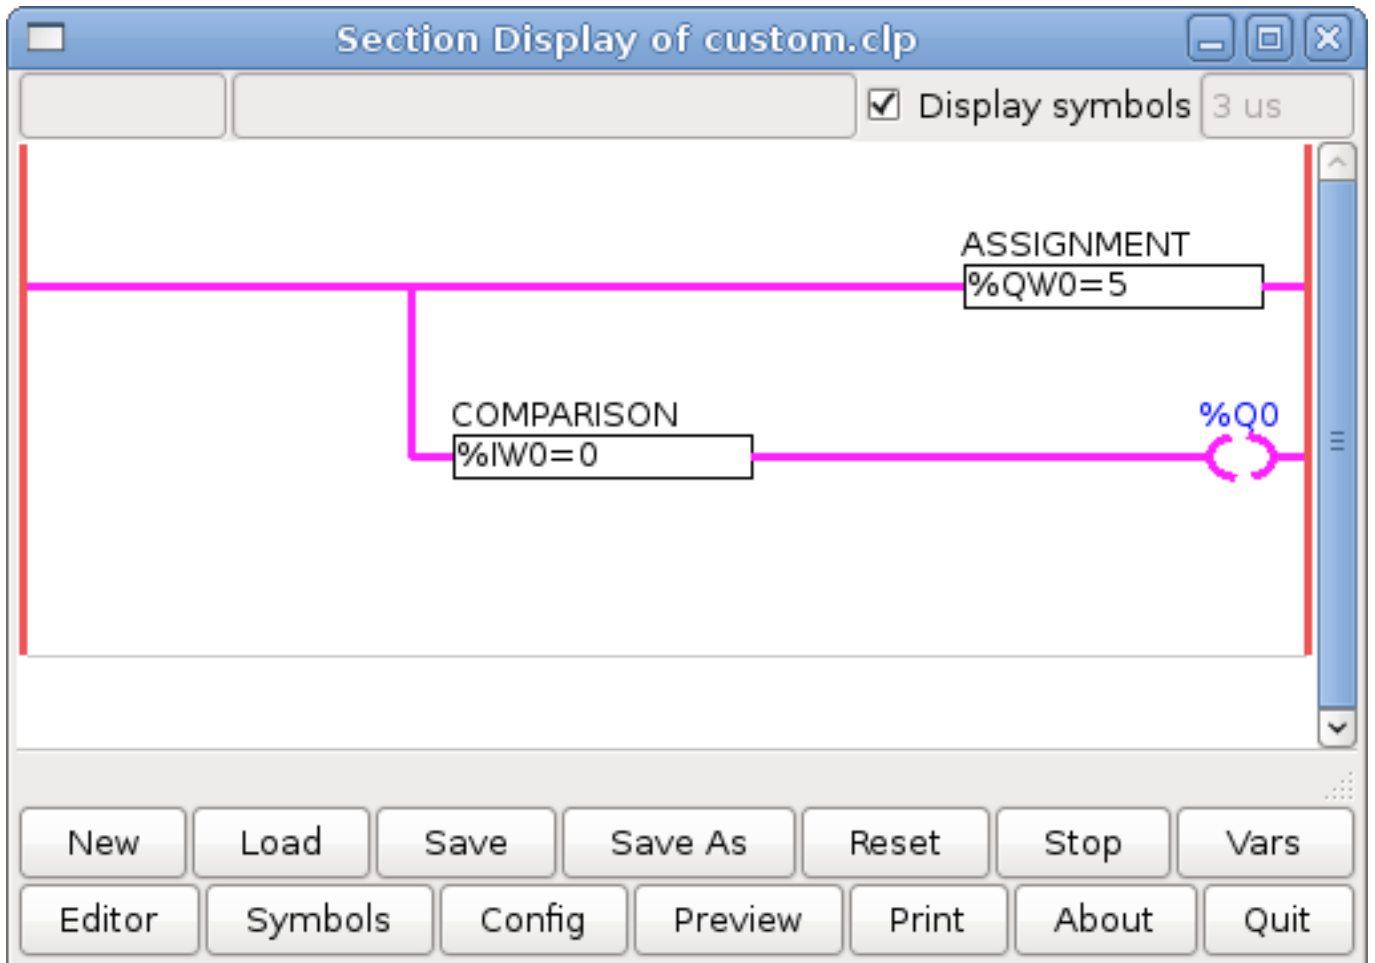 Section Display of custom.clp
Display symbols 3 us
ASSIGNMENT
%QW0=5
COMPARISON %Q0
%IW0=0
New Load Save Save As Reset Stop Vars
Editor Symbols Config Preview Print About Quit